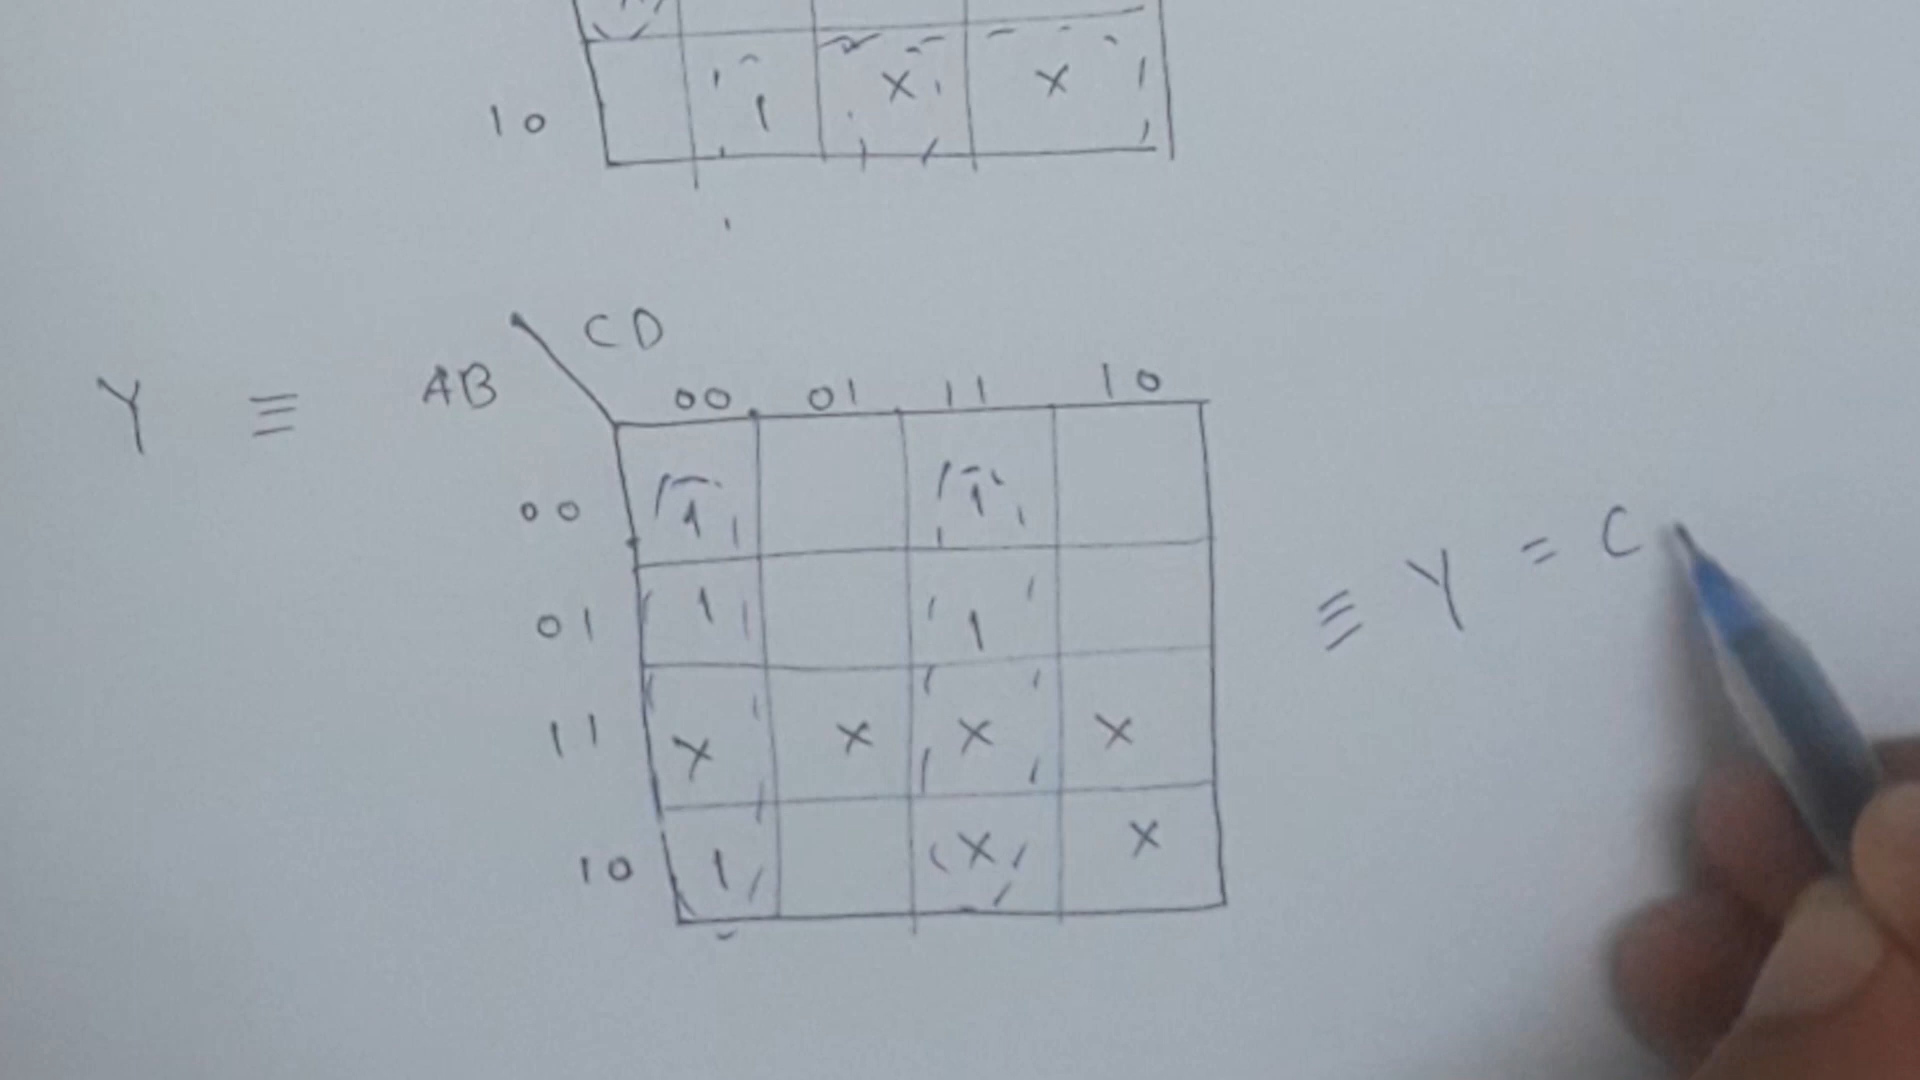 1 X X
10
CD
Y ≡ AB
00 01 11 10
00 1 1
01 1 1
≡ Y = C
11 X X X X
10 1 X X